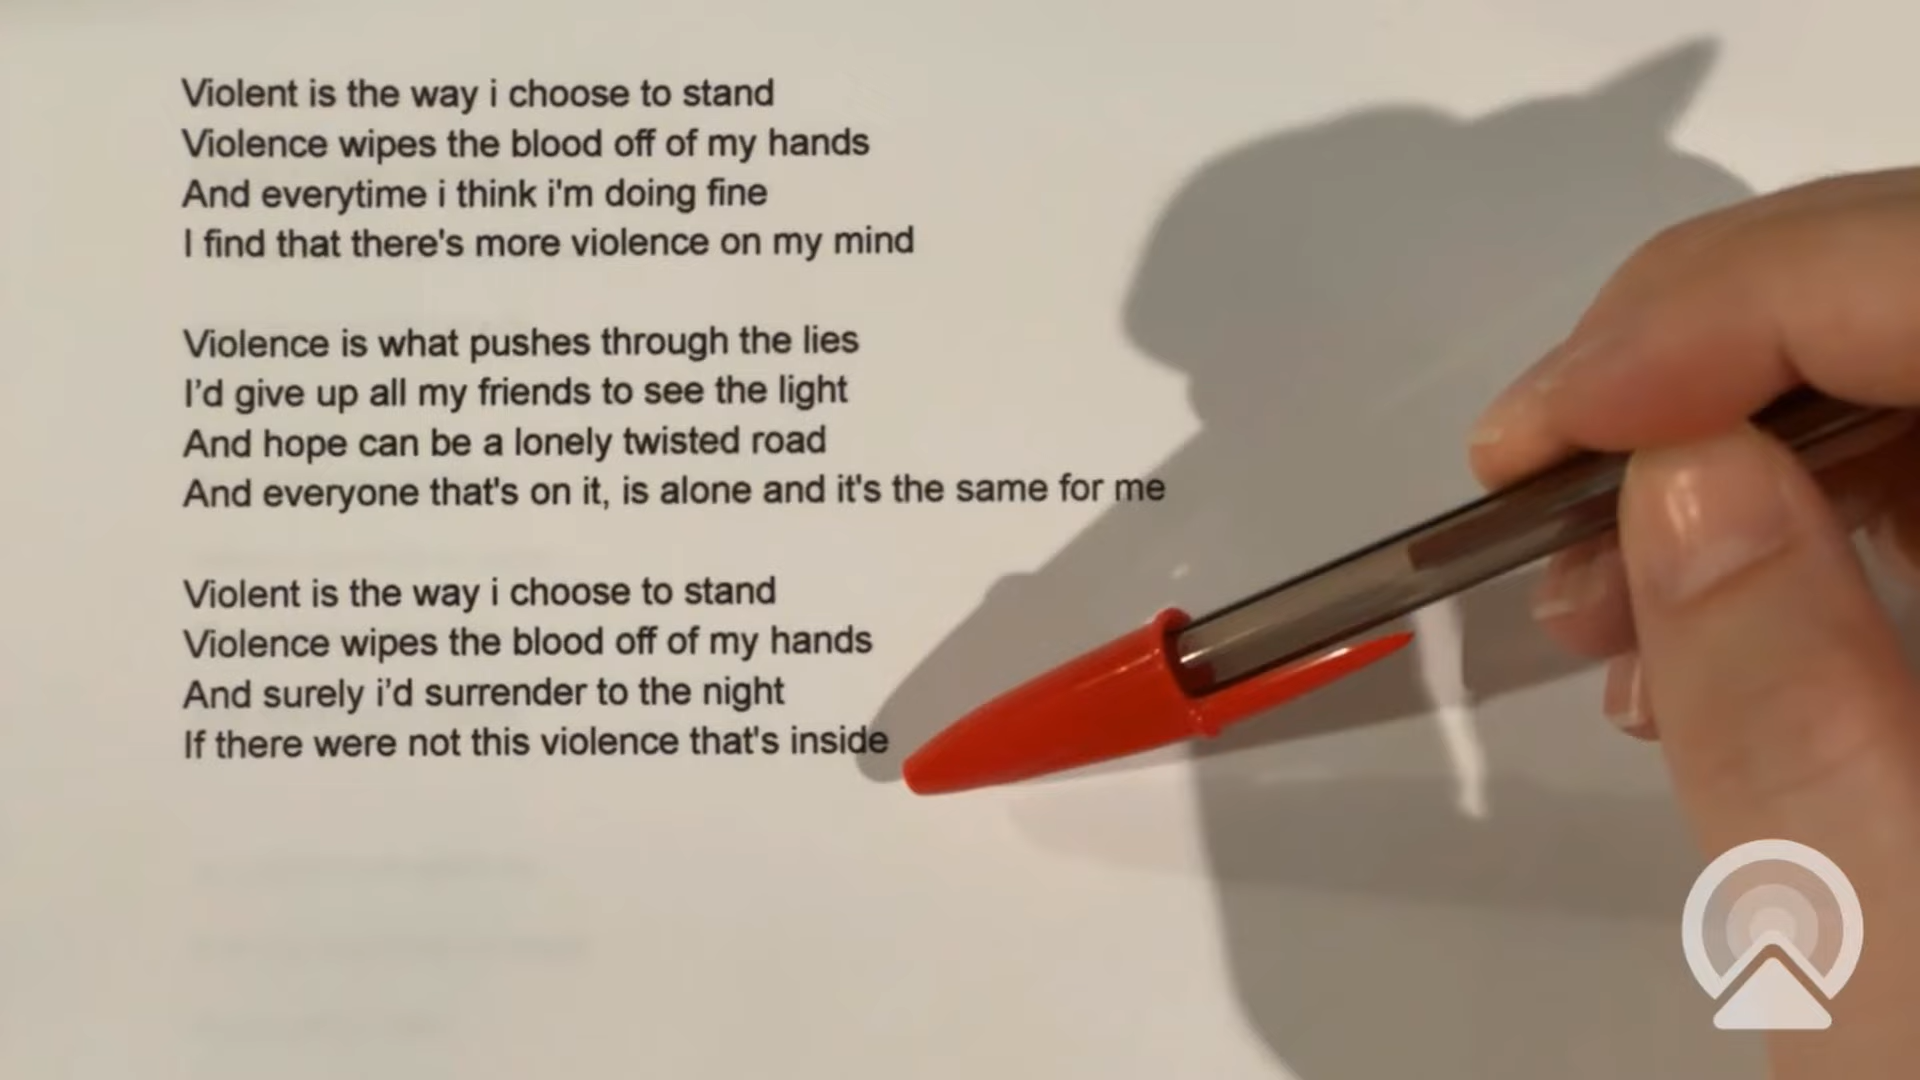 Violent is the way i choose to stand
Violence wipes the blood off of my hands
And everytime i think i'm doing fine
I find that there's more violence on my mind
Violence is what pushes through the lies
I'd give up all my friends to see the light
And hope can be a lonely twisted road
And everyone that's on it, is alone and it's the same for me
Violent is the way i choose to stand
Violence wipes the blood off of my hands
And surely i'd surrender to the night
If there were not this violence that's inside